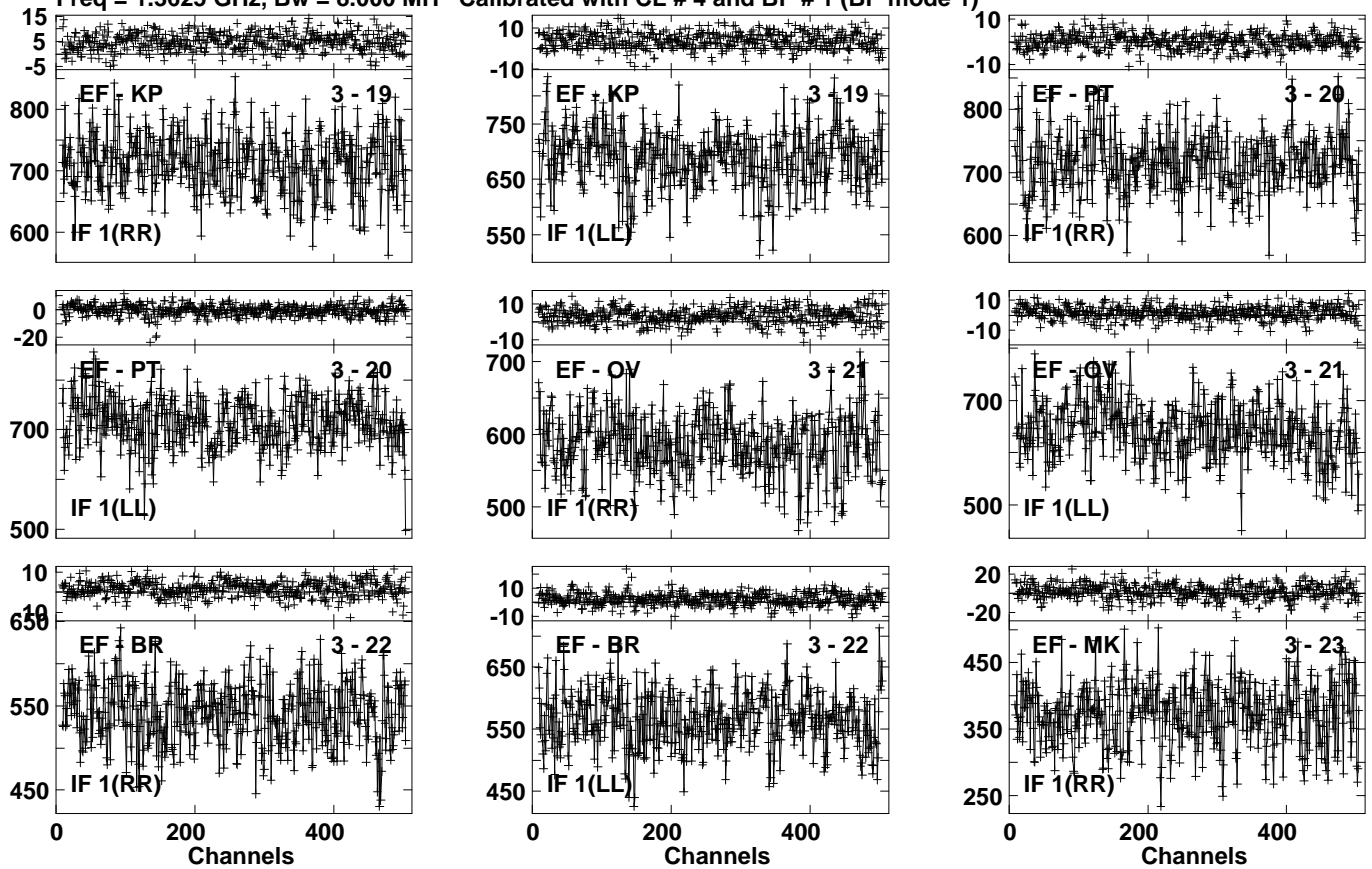 Freq = 1.3625 GHz, Bw = 8.000 MH Calibrated with CL # 4 and BP # 1 (BP mode 1)
15
5
-5
EF - KP 3 - 19
800
700
600
IF 1(RR)
10
-10
EF - KP 3 - 19
750
650
550
IF 1(LL)
10
-10
EF - PT 3 - 20
800
700
600
IF 1(RR)
0
-20
EF - PT 3 - 20
700
500
IF 1(LL)
10
-10
EF - OV 3 - 21
700
600
500
IF 1(RR)
10
-10
EF - OV 3 - 21
700
500
IF 1(LL)
10
-10
EF - BR 3 - 22
650
550
450
IF 1(RR)
0 200 400
Channels
10
-10
EF - BR 3 - 22
650
550
450
IF 1(LL)
0 200 400
Channels
20
-20
EF - MK 3 - 23
450
350
250
IF 1(RR)
0 200 400
Channels